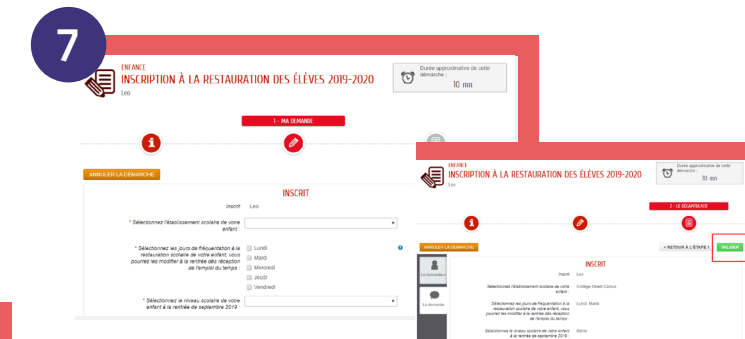 7
ENFANCE
INSCRIPTION À LA RESTAURATION DES ÉLÈVES 2019-2020
Leo
Durée approximative de cette
démarche :
10 mn
1 - MA DEMANDE
ANNULER LA DÉMARCHE
INSCRIT
Inscrit Leo
* Sélectionnez l'établissement scolaire de votre
enfant :
* Sélectionnez les jours de fréquentation à la
restauration scolaire de votre enfant, vous
pourrez les modifier à la rentrée dès réception
de l'emploi du temps :
Lundi
Mardi
Mercredi
Jeudi
Vendredi
* Sélectionnez le niveau scolaire de votre
enfant à la rentrée de septembre 2019 :
ENFANCE
INSCRIPTION À LA RESTAURATION DES ÉLÈVES 2019-2020
Leo
Durée approximative de cette
démarche :
10 mn
2 - LE RÉCAPITULATIF
ANNULER LA DÉMARCHE
< RETOUR À L'ÉTAPE 1
VALIDER
Le demandeur
La demande
INSCRIT
Inscrit Leo
Sélectionnez l'établissement scolaire de votre
enfant : Collège Albert Camus
Sélectionnez les jours de fréquentation à la
restauration scolaire de votre enfant, vous
pourrez les modifier à la rentrée dès réception
de l'emploi du temps : Lundi, Mardi
Sélectionnez le niveau scolaire de votre enfant
à la rentrée de septembre 2019 :